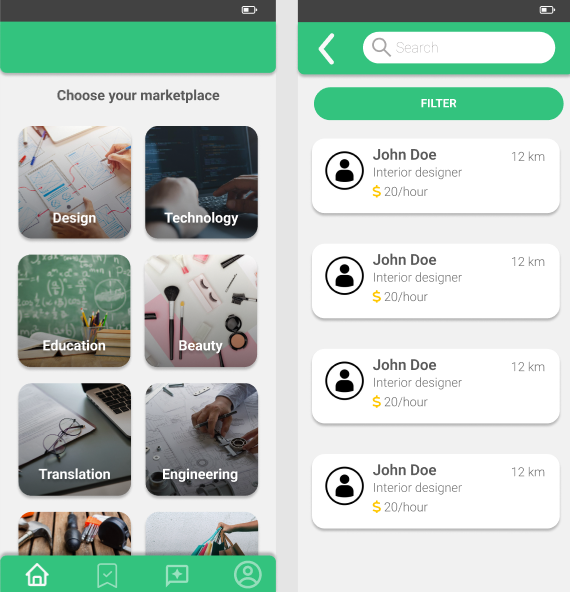 Choose your marketplace
Design
Technology
Education
Beauty
Translation
Engineering
Search
FILTER
John Doe
12 km
Interior designer
$ 20/hour
John Doe
12 km
Interior designer
$ 20/hour
John Doe
12 km
Interior designer
$ 20/hour
John Doe
12 km
Interior designer
$ 20/hour